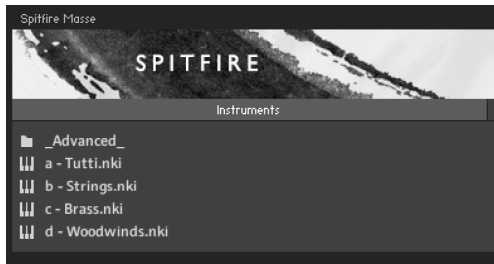 Spitfire Masse
SPITFIRE
Instruments
_Advanced_
a - Tutti.nki
b - Strings.nki
c - Brass.nki
d - Woodwinds.nki